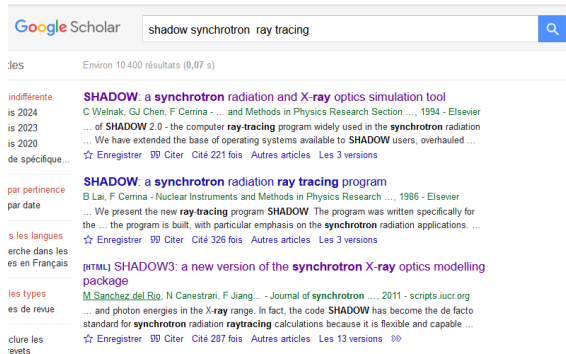 Google Scholar
shadow synchrotron ray tracing
cles
Environ 10 400 résultats (0,07 s)
indifférente
is 2024
is 2023
is 2020
de spécifique...
par pertinence
par date
s les langues
erche dans les
es en Français
les types
es de revue
clure les
revets
SHADOW: a synchrotron radiation and X-ray optics simulation tool
C Welnak, GJ Chen, F Cerrina - ... and Methods in Physics Research Section ..., 1994 - Elsevier
... of SHADOW 2.0 - the computer ray-tracing program widely used in the synchrotron radiation
... We have extended the base of operating systems available to SHADOW users, overhauled ...
☆ Enregistrer 99 Citer Cité 221 fois Autres articles Les 3 versions
SHADOW: a synchrotron radiation ray tracing program
B Lai, F Cerrina - Nuclear Instruments and Methods in Physics Research ..., 1986 - Elsevier
... We present the new ray-tracing program SHADOW. The program was written specifically for
the ... the program is built, with particular emphasis on the synchrotron radiation applications. ...
☆ Enregistrer 99 Citer Cité 326 fois Autres articles Les 3 versions
[HTML] SHADOW3: a new version of the synchrotron X-ray optics modelling
package
M Sanchez del Rio, N Canestrari, F Jiang... - Journal of synchrotron ..., 2011 - scripts.iucr.org
... and photon energies in the X-ray range. In fact, the code SHADOW has become the de facto
standard for synchrotron radiation raytracing calculations because it is flexible and capable ...
☆ Enregistrer 99 Citer Cité 287 fois Autres articles Les 13 versions